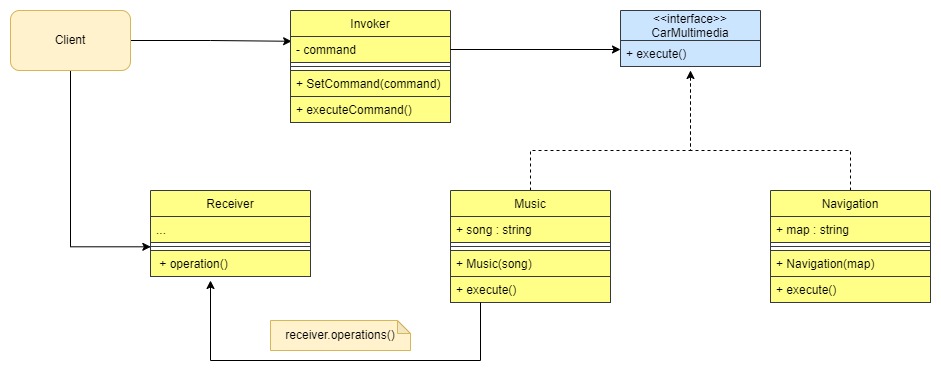 Client
Invoker
- command
+ SetCommand(command)
+ executeCommand()
<<interface>>
CarMultimedia
+ execute()
Receiver
...
+ operation()
Music
+ song : string
+ Music(song)
+ execute()
Navigation
+ map : string
+ Navigation(map)
+ execute()
receiver.operations()